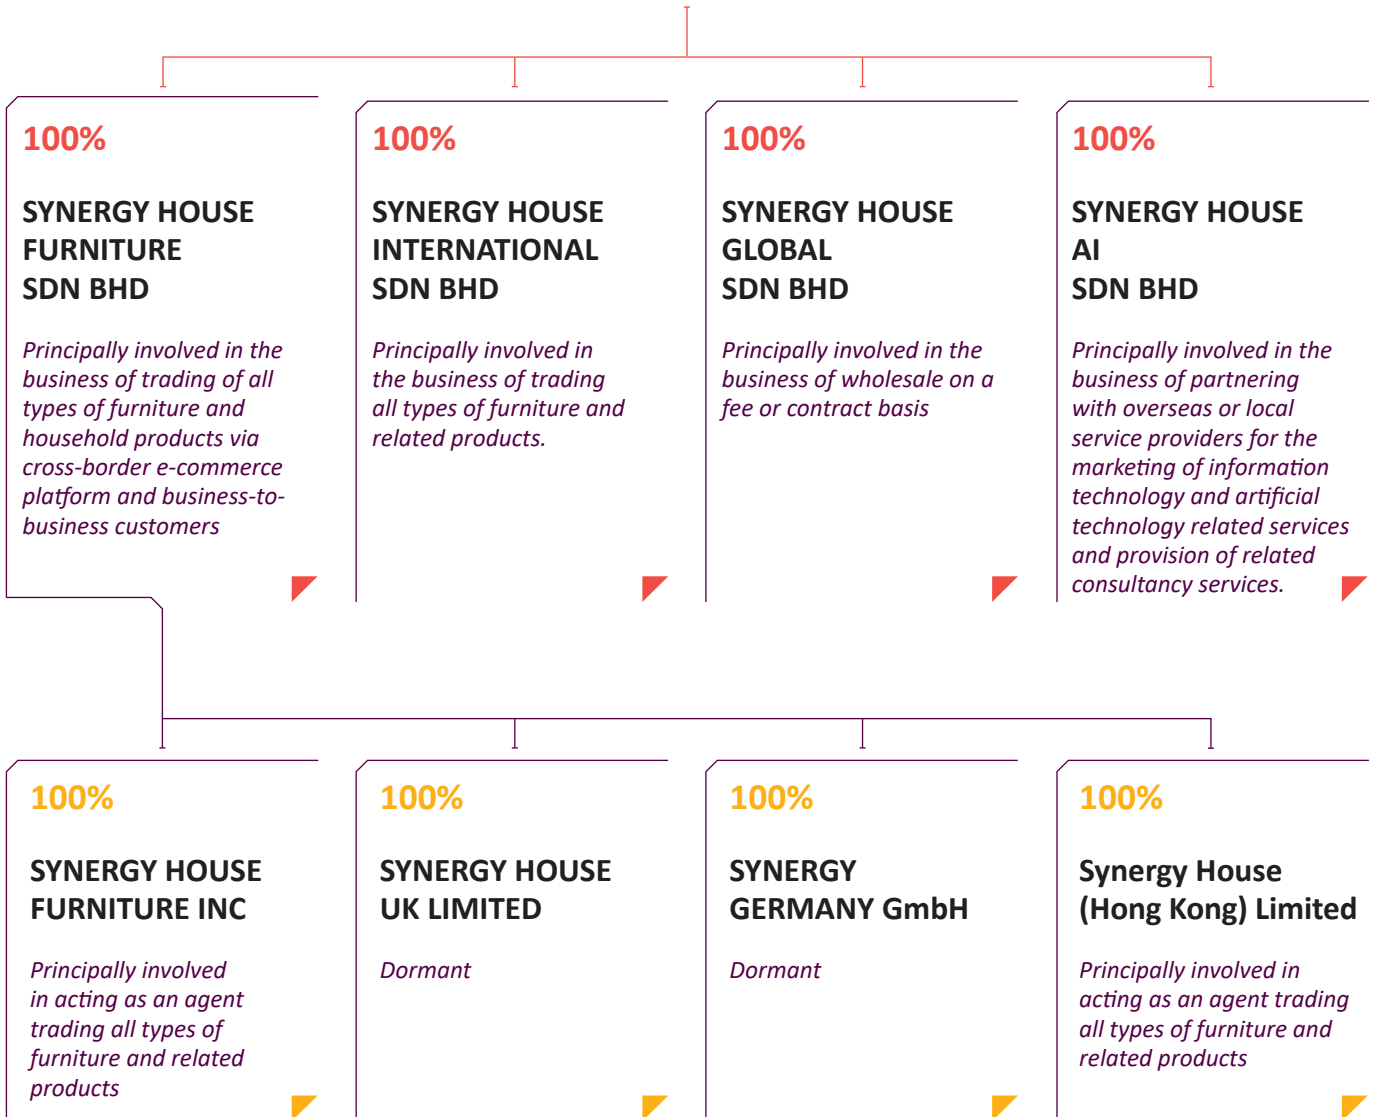 100%
SYNERGY HOUSE
FURNITURE
SDN BHD
Principally involved in the
business of trading of all
types of furniture and
household products via
cross-border e-commerce
platform and business-to-
business customers
100%
SYNERGY HOUSE
INTERNATIONAL
SDN BHD
Principally involved in
the business of trading
all types of furniture and
related products.
100%
SYNERGY HOUSE
GLOBAL
SDN BHD
Principally involved in the
business of wholesale on a
fee or contract basis
100%
SYNERGY HOUSE
AI
SDN BHD
Principally involved in the
business of partnering
with overseas or local
service providers for the
marketing of information
technology and artificial
technology related services
and provision of related
consultancy services.
100%
SYNERGY HOUSE
FURNITURE INC
Principally involved
in acting as an agent
trading all types of
furniture and related
products
100%
SYNERGY HOUSE
UK LIMITED
Dormant
100%
SYNERGY
GERMANY GmbH
Dormant
100%
Synergy House
(Hong Kong) Limited
Principally involved in
acting as an agent trading
all types of furniture and
related products